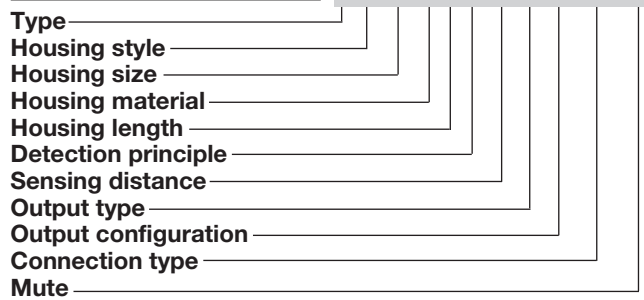 Type
Housing style
Housing size
Housing material
Housing length
Detection principle
Sensing distance
Output type
Output configuration
Connection type
Mute